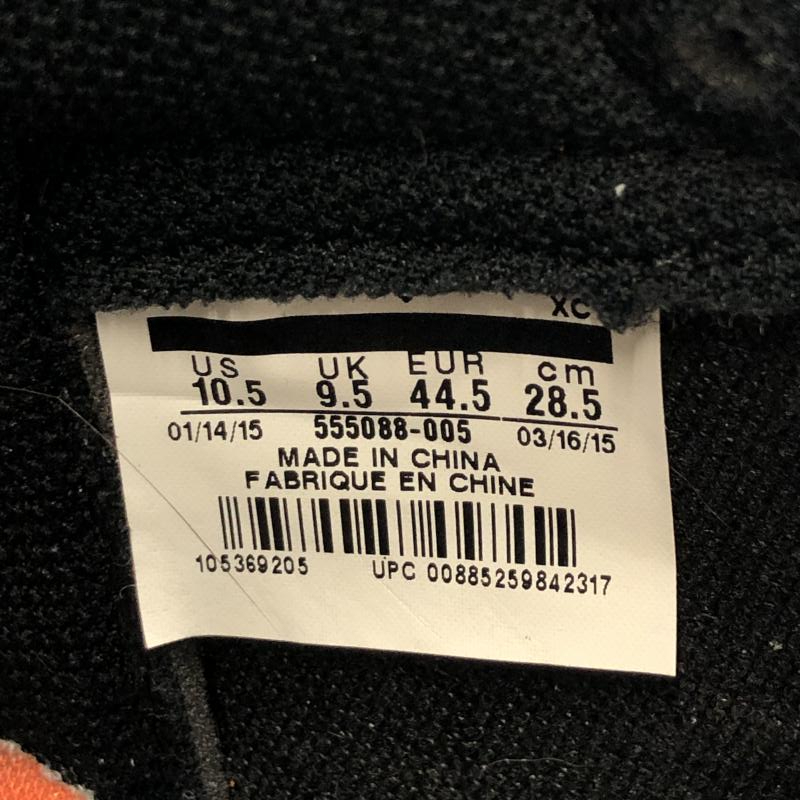 XC
US UK EUR cm
10.5 9.5 44.5 28.5
01/14/15 555088-005 03/16/15
MADE IN CHINA
FABRIQUE EN CHINE
105369205 UPC 00885259842317